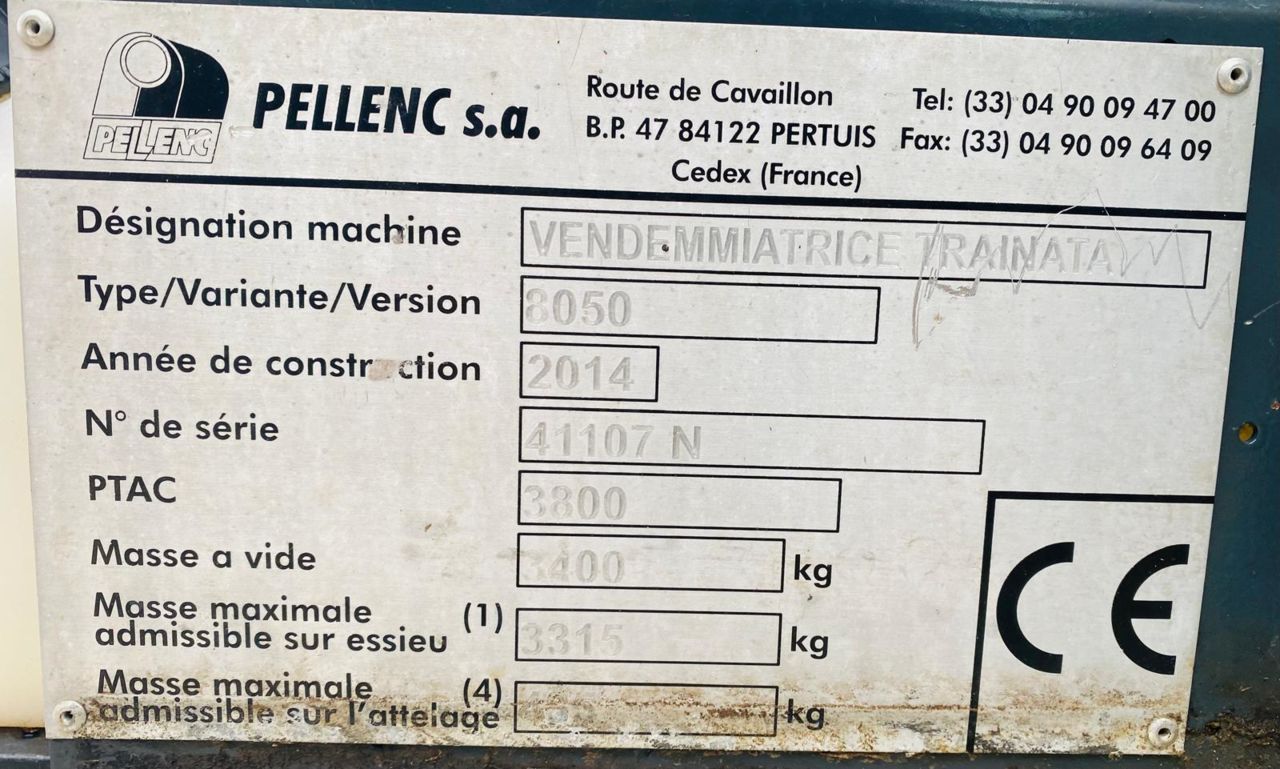 PELLENC
PELLENC s.a.
Route de Cavaillon
B.P. 47 84122 PERTUIS
Cedex (France)
Tel: (33) 04 90 09 47 00
Fax: (33) 04 90 09 64 09
Désignation machine VENDEMMIATRICE TRAINATA
Type/Variante/Version 8050
Année de construction 2014
N° de série 41107 N
PTAC 3800
Masse a vide 3400 kg
Masse maximale (1)
admissible sur essieu 3315 kg
Masse maximale (4)
admissible sur l'attelage kg
CE